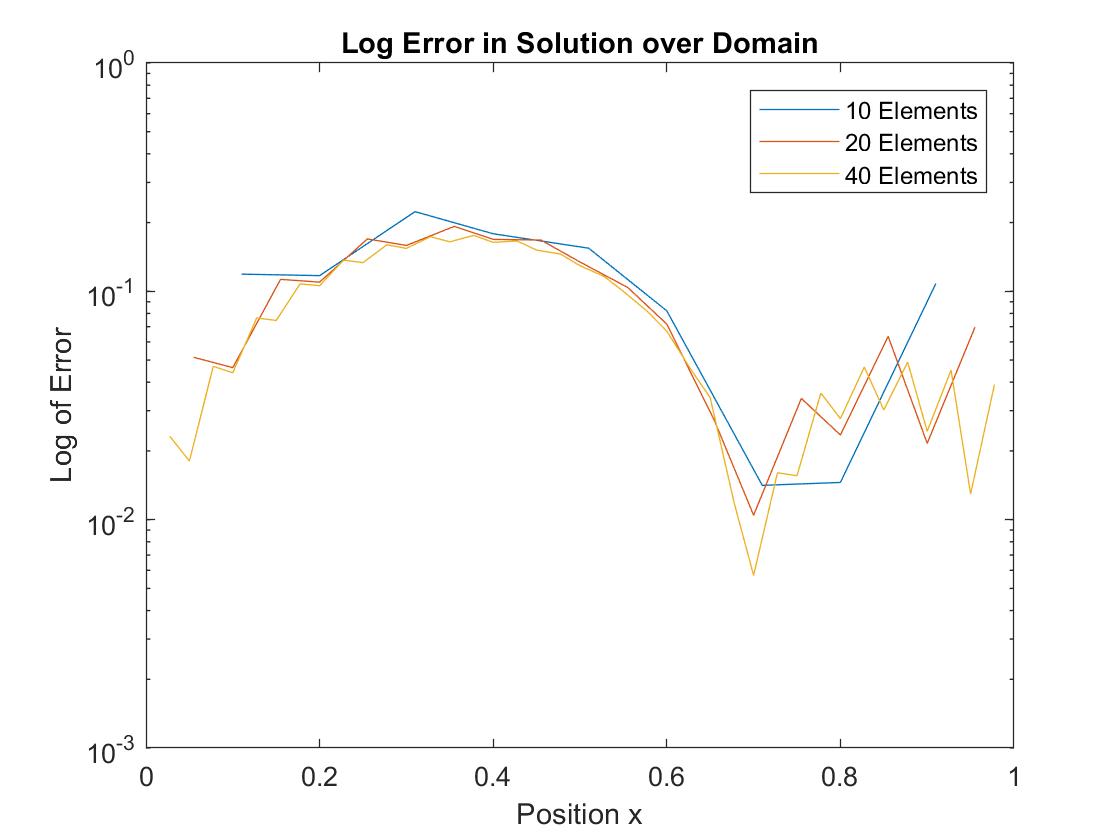 Log Error in Solution over Domain
10^0
10 Elements
20 Elements
40 Elements
10^-1
Log of Error
10^-2
10^-3
0 0.2 0.4 0.6 0.8 1
Position x